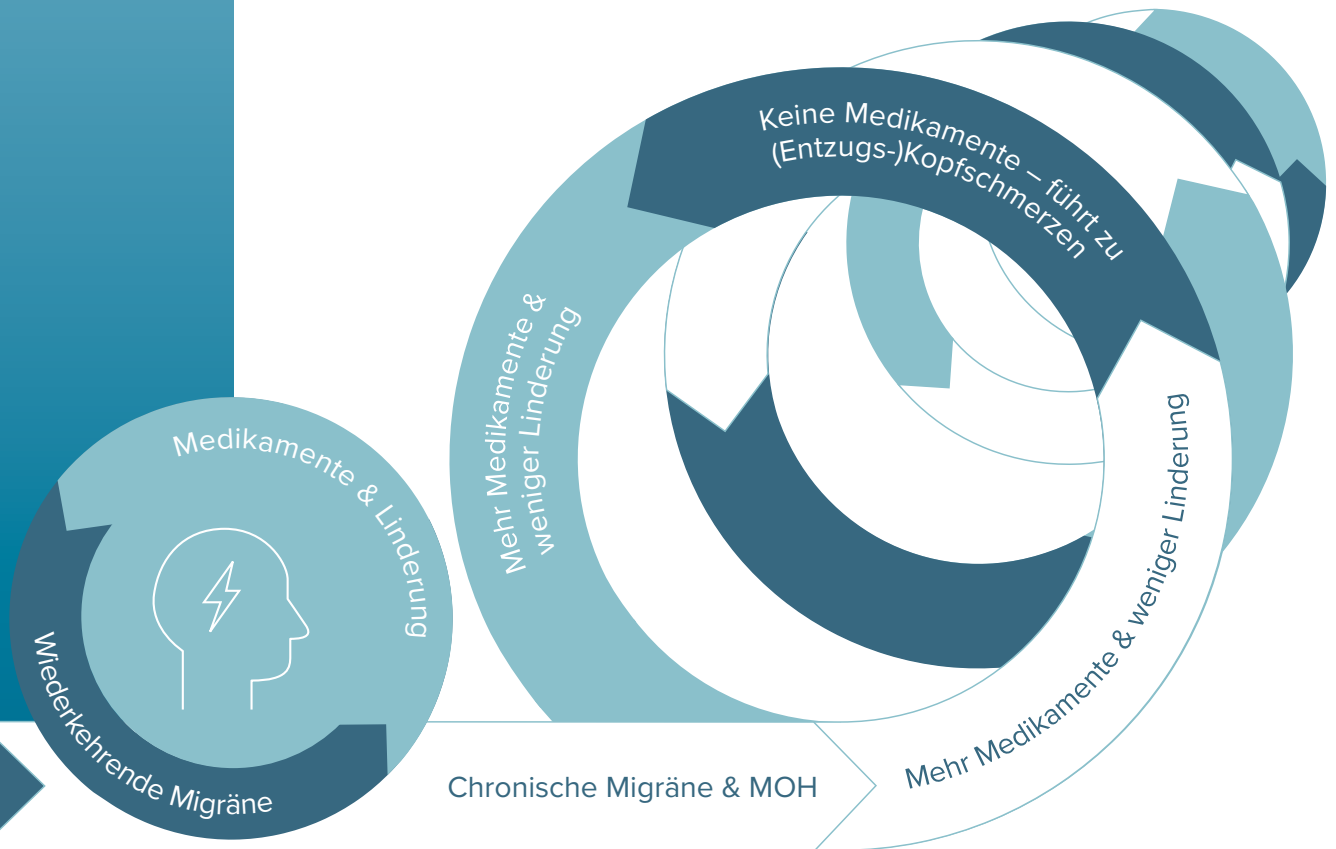 Medikamente & Linderung
Wiederkehrende Migräne
Chronische Migräne & MOH
Mehr Medikamente & weniger Linderung
Keine Medikamente – führt zu
(Entzugs-)Kopfschmerzen
Mehr Medikamente &
weniger Linderung